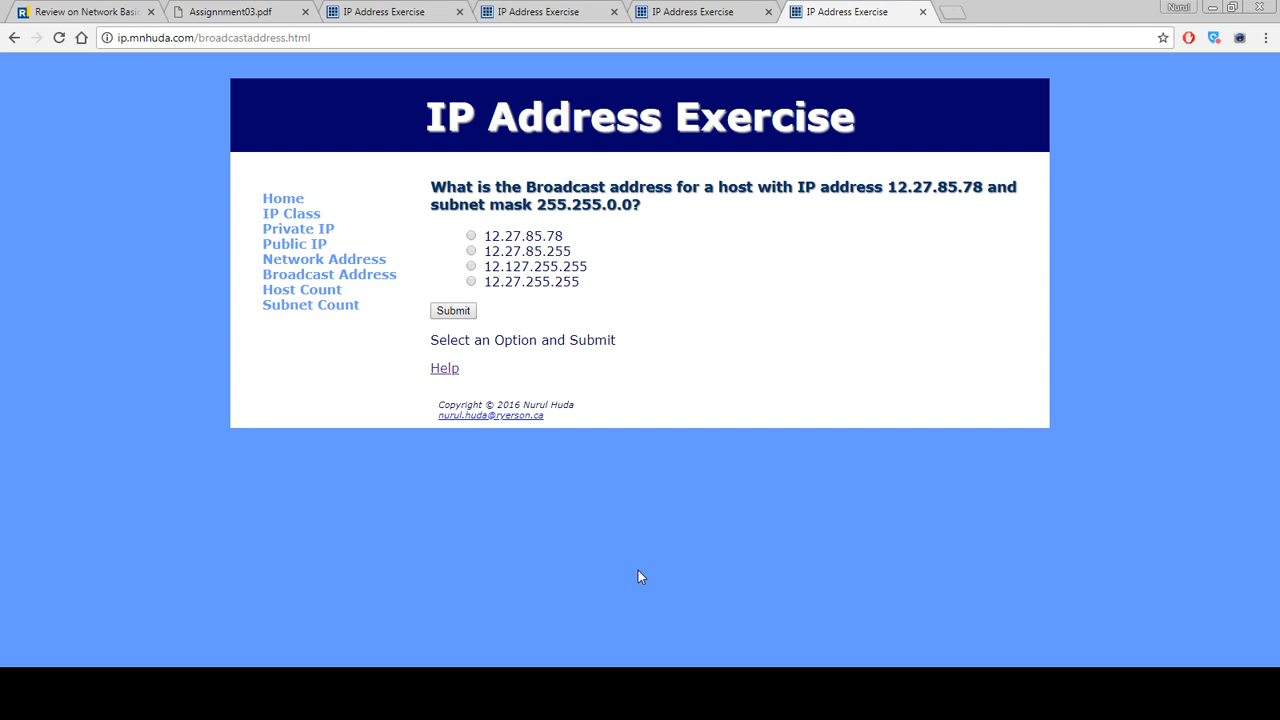 Review on Network Basic
Assignnment03.pdf
IP Address Exercise
IP Address Exercise
IP Address Exercise
IP Address Exercise
Nurul
ip.mnhuda.com/broadcastaddress.html
IP Address Exercise
Home
IP Class
Private IP
Public IP
Network Address
Broadcast Address
Host Count
Subnet Count
What is the Broadcast address for a host with IP address 12.27.85.78 and
subnet mask 255.255.0.0?
12.27.85.78
12.27.85.255
12.127.255.255
12.27.255.255
Submit
Select an Option and Submit
Help
Copyright © 2016 Nurul Huda
nurul.huda@ryerson.ca